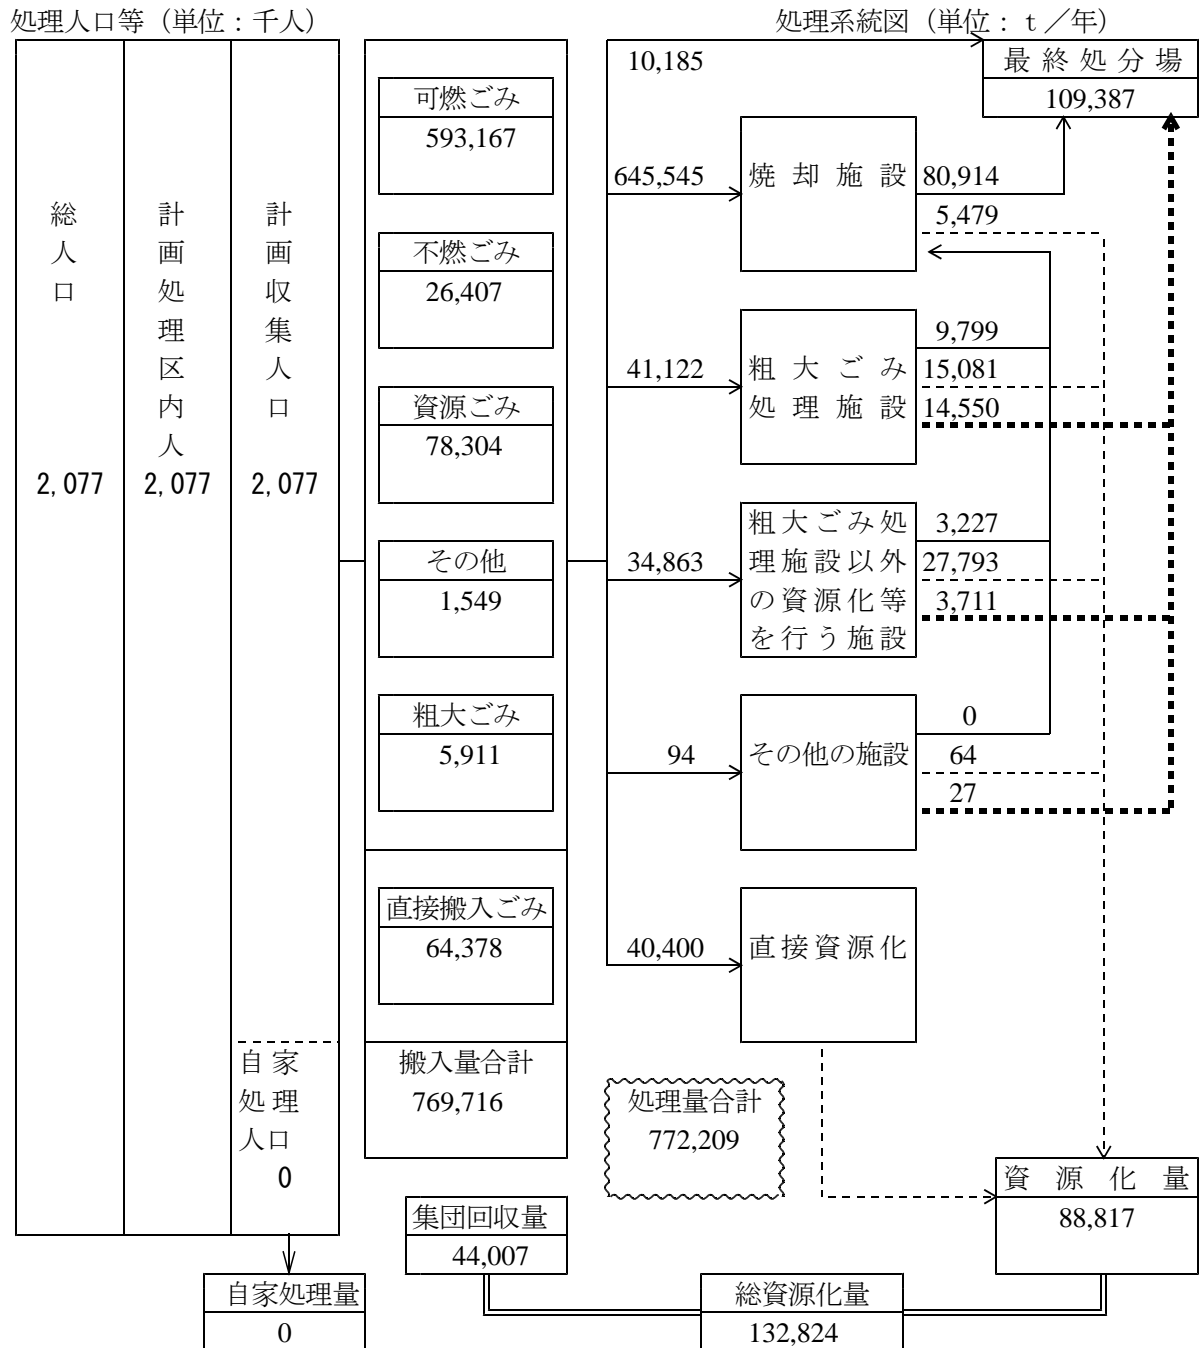 処理人口等（単位：千人）
総人口
2,077
計画処理区内人
2,077
計画収集人口
2,077
自家
処理
人口
0
自家処理量
0
可燃ごみ
593,167
不燃ごみ
26,407
資源ごみ
78,304
その他
1,549
粗大ごみ
5,911
直接搬入ごみ
64,378
搬入量合計
769,716
集団回収量
44,007
処理系統図（単位：ｔ／年）
10,185
最終処分場
109,387
645,545
焼却施設
80,914
5,479
41,122
粗大ごみ
処理施設
9,799
15,081
14,550
34,863
粗大ごみ処
理施設以外
の資源化等
を行う施設
3,227
27,793
3,711
94
その他の施設
0
64
27
40,400
直接資源化
処理量合計
772,209
資源化量
88,817
総資源化量
132,824